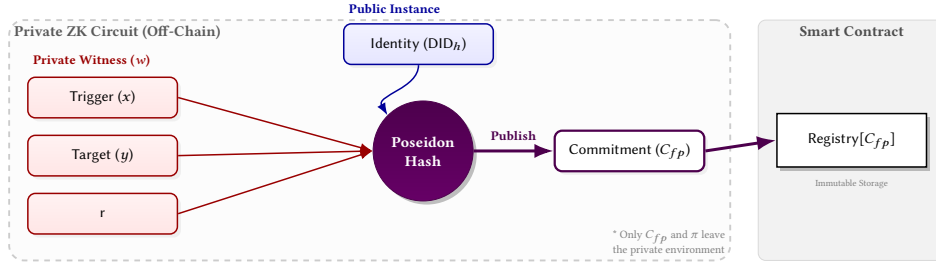 Public Instance
Private ZK Circuit (Off-Chain)
Smart Contract
Identity (DIDₕ)
Private Witness (w)
Trigger (x)
Target (y)
r
Poseidon
Hash
Publish
Commitment (C_fp)
Registry[C_fp]
Immutable Storage
* Only C_fp and π leave
the private environment